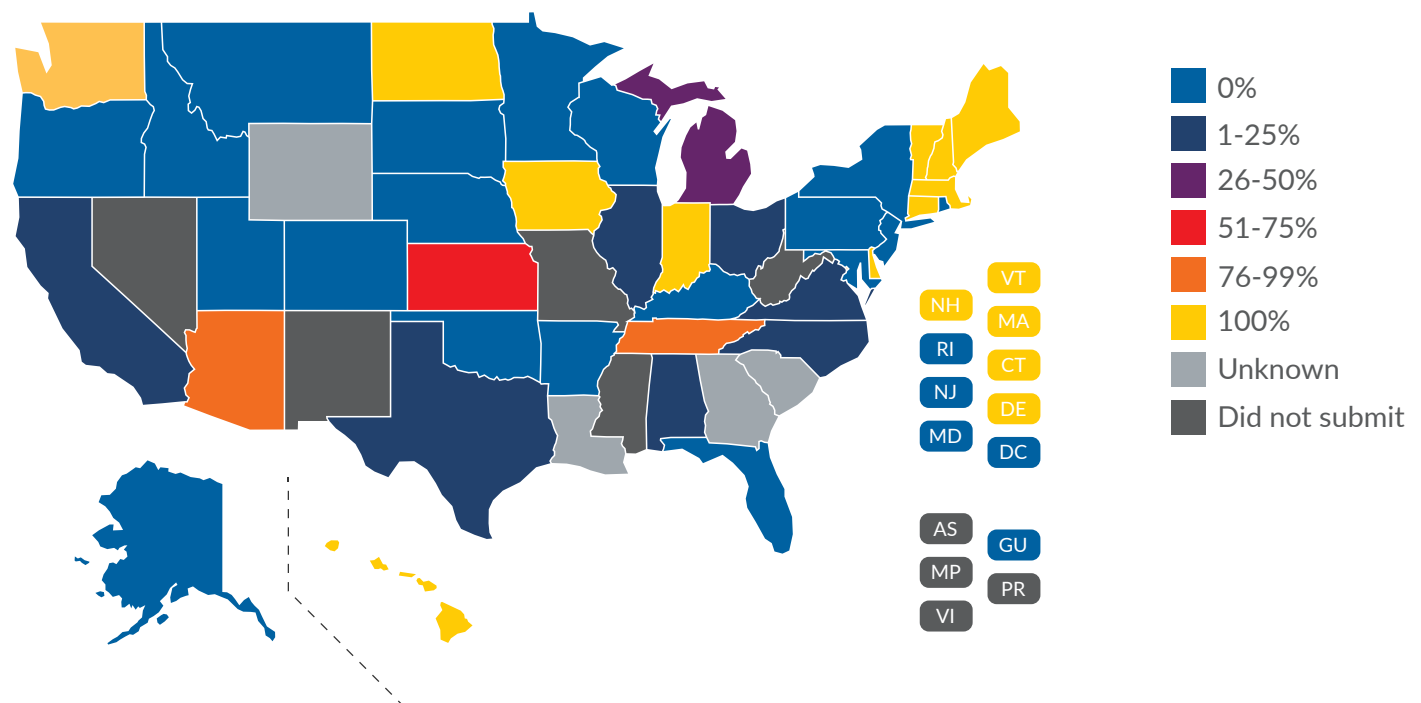 0%
1-25%
26-50%
51-75%
76-99%
100%
Unknown
Did not submit
VT
NH
MA
RI
CT
NJ
DE
MD
DC
AS
GU
MP
PR
VI